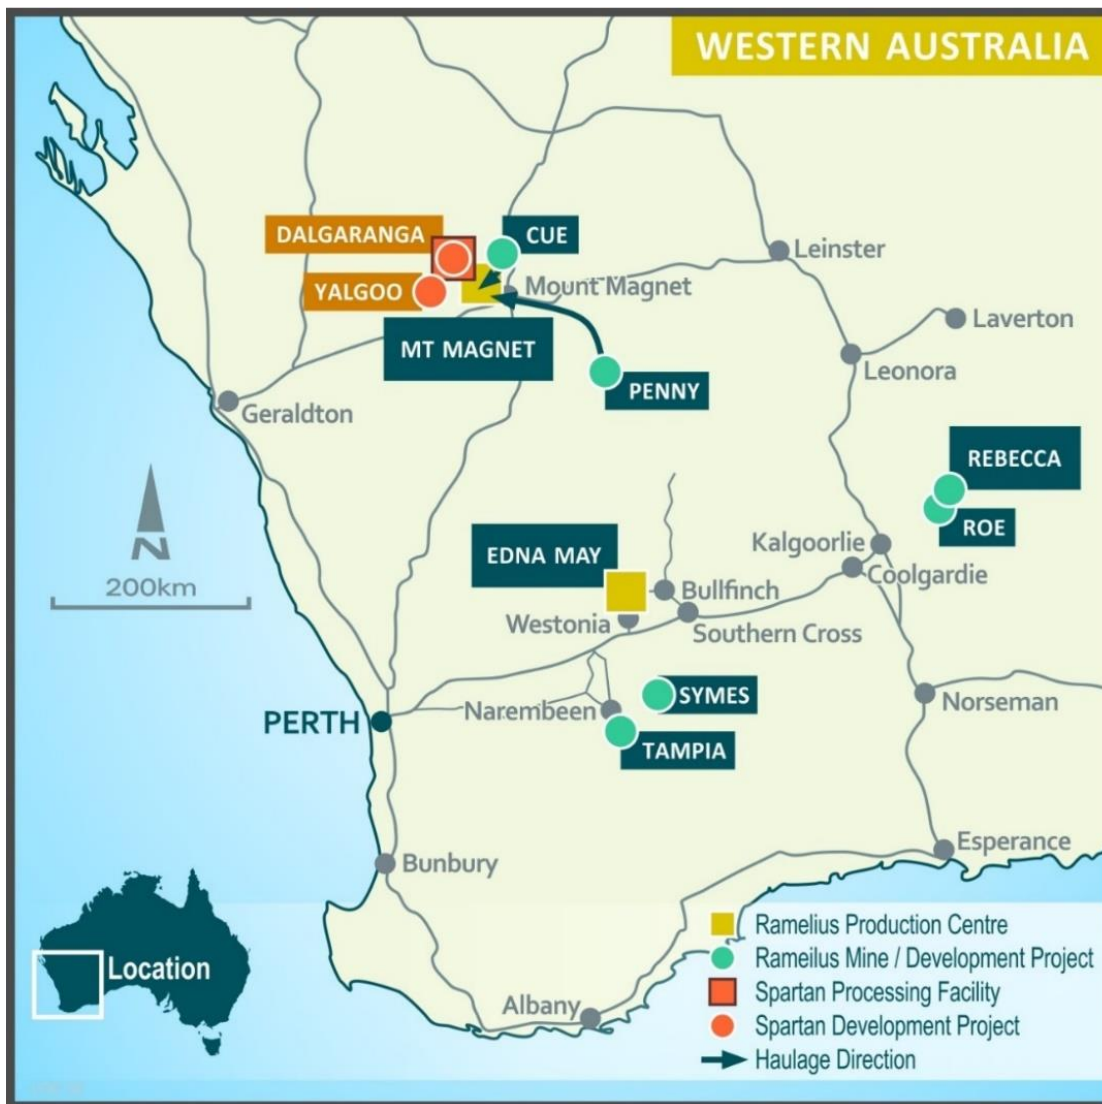 WESTERN AUSTRALIA
DALGARANGA
CUE
YALGOO
Mount Magnet
MT MAGNET
PENNY
Leinster
Laverton
Leonora
Geraldton
REBECCA
ROE
N
200km
EDNA MAY
Kalgoorlie
Coolgardie
Bullfinch
Westonia
Southern Cross
SYMES
Norseman
Narembeen
PERTH
TAMPIA
Esperance
Bunbury
Location
Albany
Ramelius Production Centre
Rameilus Mine / Development Project
Spartan Processing Facility
Spartan Development Project
Haulage Direction